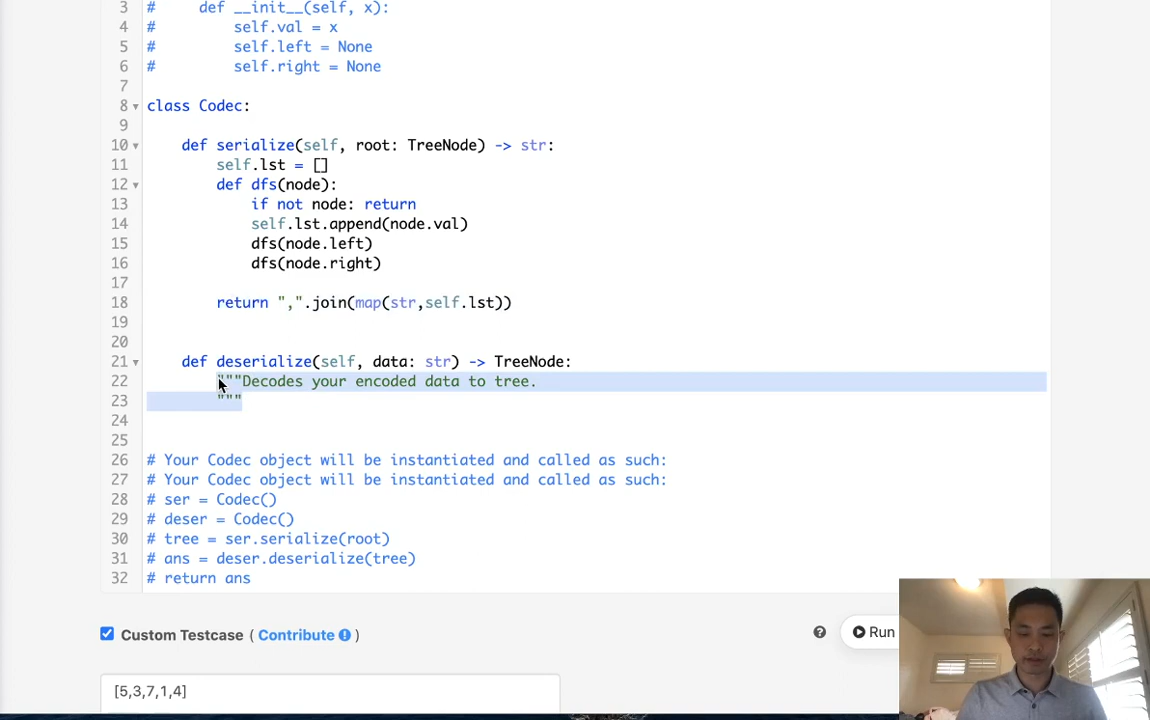 3 #     def __init__(self, x):
4 #         self.val = x
5 #         self.left = None
6 #         self.right = None
7
8 class Codec:
9
10     def serialize(self, root: TreeNode) -> str:
11         self.lst = []
12         def dfs(node):
13             if not node: return
14             self.lst.append(node.val)
15             dfs(node.left)
16             dfs(node.right)
17
18         return ",".join(map(str,self.lst))
19
20
21     def deserialize(self, data: str) -> TreeNode:
22         """Decodes your encoded data to tree.
23         """
24
25
26 # Your Codec object will be instantiated and called as such:
27 # Your Codec object will be instantiated and called as such:
28 # ser = Codec()
29 # deser = Codec()
30 # tree = ser.serialize(root)
31 # ans = deser.deserialize(tree)
32 # return ans
Custom Testcase ( Contribute ! )
? Run
[5,3,7,1,4]